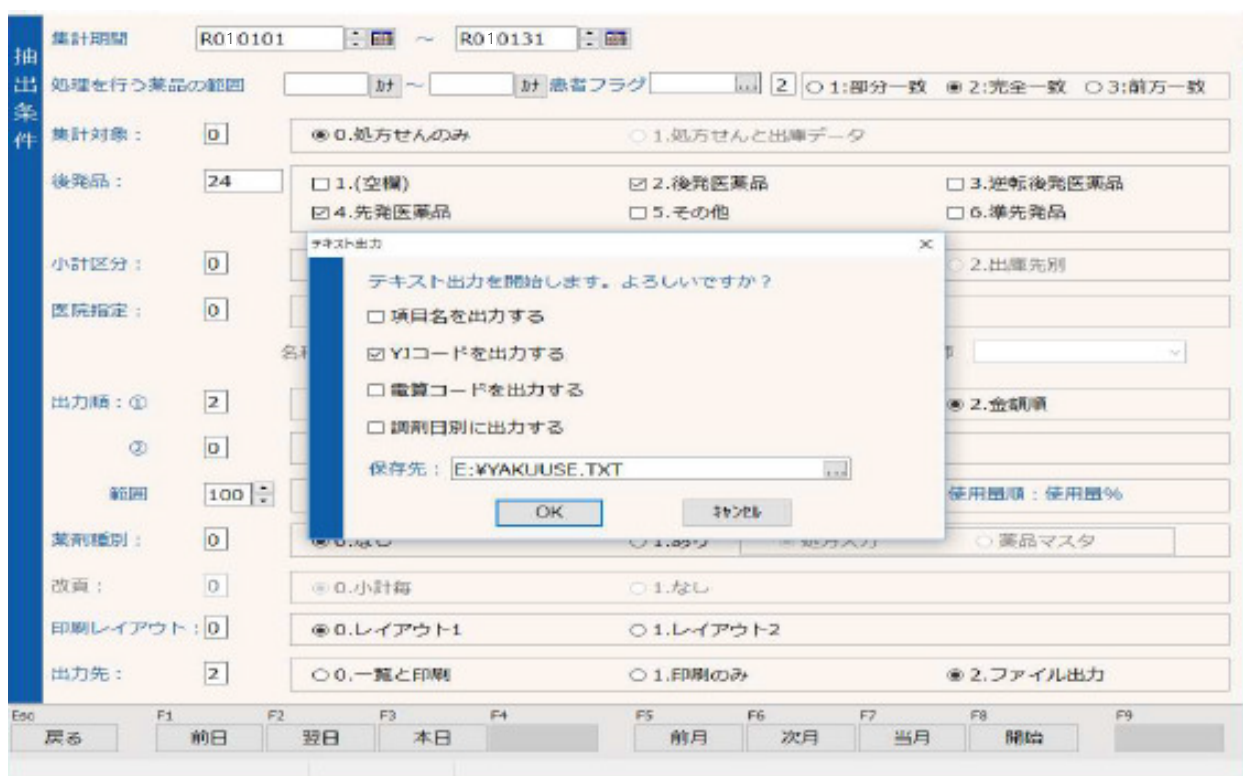 抽出条件
集計期間 R010101 ～ R010131
処理を行う薬品の範囲 ｶﾅ ～ ｶﾅ 患者フラグ ... 2 1:部分一致 2:完全一致 3:前方一致
集計対象： 0 0.処方せんのみ 1.処方せんと出庫データ
後発品： 24 1.(空欄) 2.後発医薬品 3.逆転後発医薬品
4.先発医薬品 5.その他 6.準先発品
テキスト出力 ×
小計区分： 0 2.出庫先別
テキスト出力を開始します。よろしいですか？
医院指定： 0 項目名を出力する
YJコードを出力する
電算コードを出力する
出力順：① 2 2.金額順
調剤日別に出力する
② 0
保存先： E:¥YAKUUSE.TXT ...
範囲 100 使用量順：使用量%
OK ｷｬﾝｾﾙ
薬剤種別： 0 0.なし 1.あり 処方入力 薬品マスタ
改頁： 0 0.小計毎 1.なし
印刷レイアウト： 0 0.レイアウト1 1.レイアウト2
出力先： 2 0.一覧と印刷 1.印刷のみ 2.ファイル出力
Esc F1 F2 F3 F4 F5 F6 F7 F8 F9
戻る 前日 翌日 本日 前月 次月 当月 開始